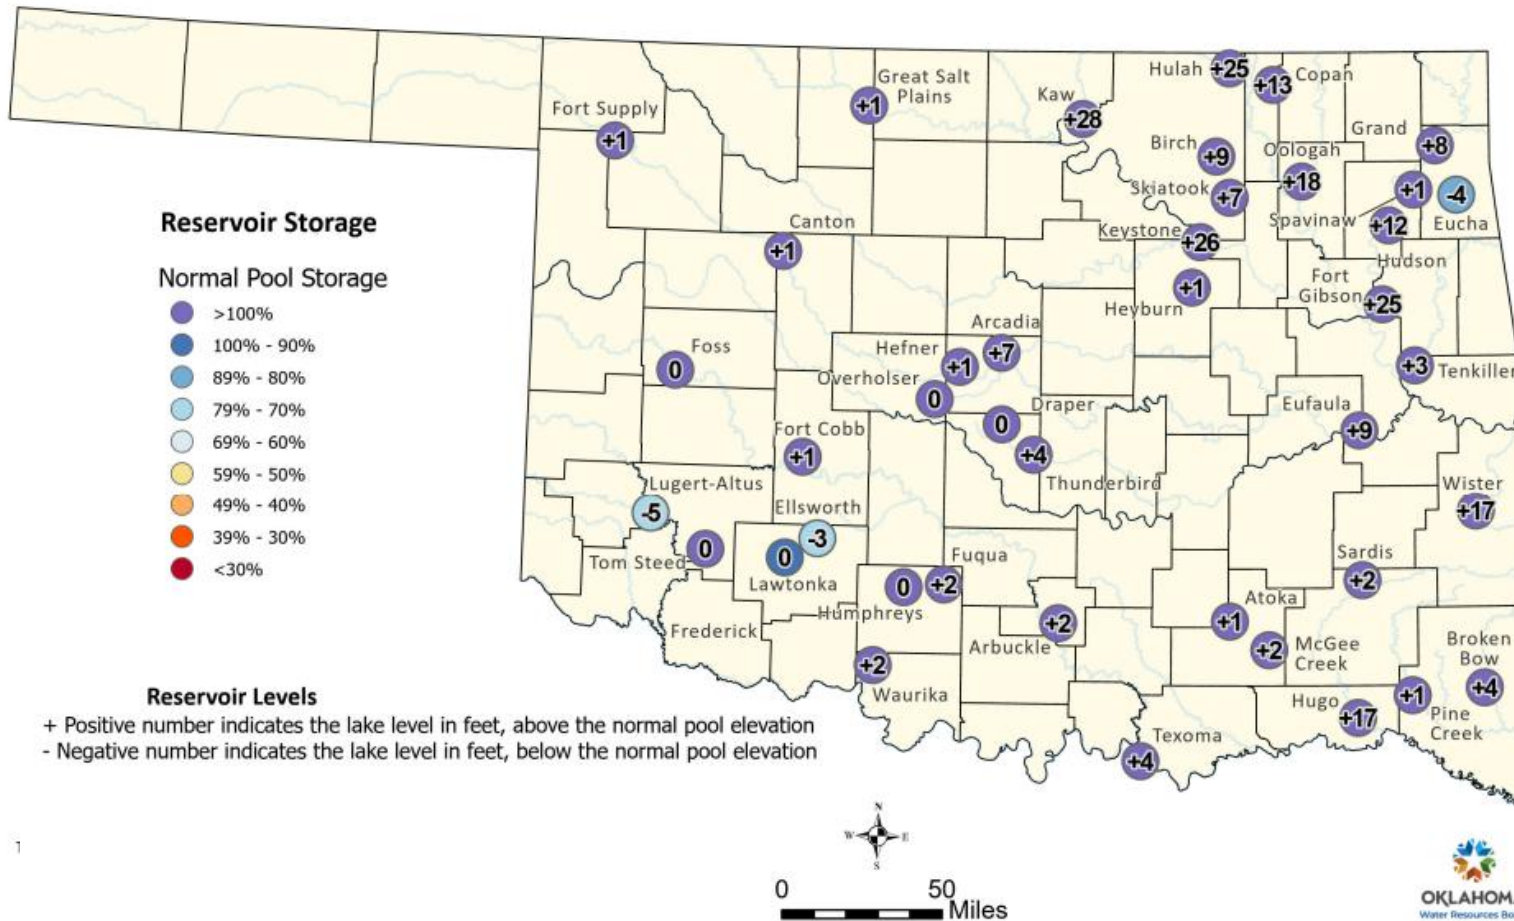 Hulah
+25
+13
Copan
Great Salt
Plains
+1
Kaw
+28
Fort Supply
+1
Grand
+8
Birch
+9
Oologah
+18
Skiatook
+7
+1
-4
Spavinaw
Eucha
+12
Hudson
Reservoir Storage
Canton
+1
Keystone
+26
Normal Pool Storage
>100%
100% - 90%
89% - 80%
79% - 70%
69% - 60%
59% - 50%
49% - 40%
39% - 30%
<30%
Heyburn
+1
Fort
Gibson
+25
Arcadia
+7
Hefner
+1
Foss
0
Overholser
0
+3
Tenkiller
Draper
0
Eufaula
+9
Fort Cobb
+1
+4
Thunderbird
Lugert-Altus
-5
Ellsworth
-3
Wister
+17
Tom Steed
0
0
Lawtonka
Fuqua
+2
Sardis
+2
0
Humphreys
Frederick
Arbuckle
+2
Atoka
+1
+2
McGee
Creek
Broken
Bow
+4
+2
Waurika
Hugo
+17
+1
Pine
Creek
Texoma
+4
Reservoir Levels
+ Positive number indicates the lake level in feet, above the normal pool elevation
- Negative number indicates the lake level in feet, below the normal pool elevation
N
W E
S
0 50
Miles
OKLAHOM
Water Resources Bo